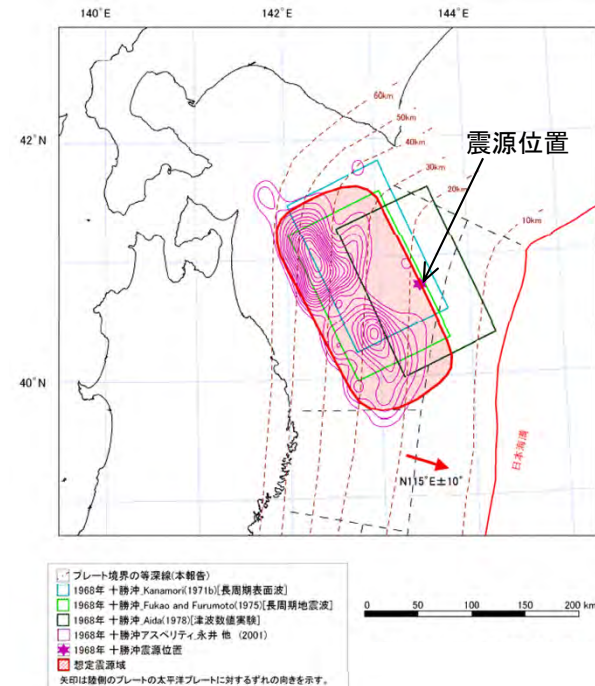 140°E
142°E
144°E
60km
50km
40km
30km
20km
10km
42°N
震源位置
40°N
日本海溝
N115°E±10°
プレート境界の等深線(本報告)
1968年 十勝沖_Kanamori(1971b)[長周期表面波]
1968年 十勝沖_Fukao and Furumoto(1975)[長周期地震波]
1968年 十勝沖_Aida(1978)[津波数値実験]
1968年 十勝沖アスペリティ_永井 他 (2001)
1968年 十勝沖震源位置
想定震源域
矢印は陸側のプレートの太平洋プレートに対するずれの向きを示す。
0 50 100 150 200 km